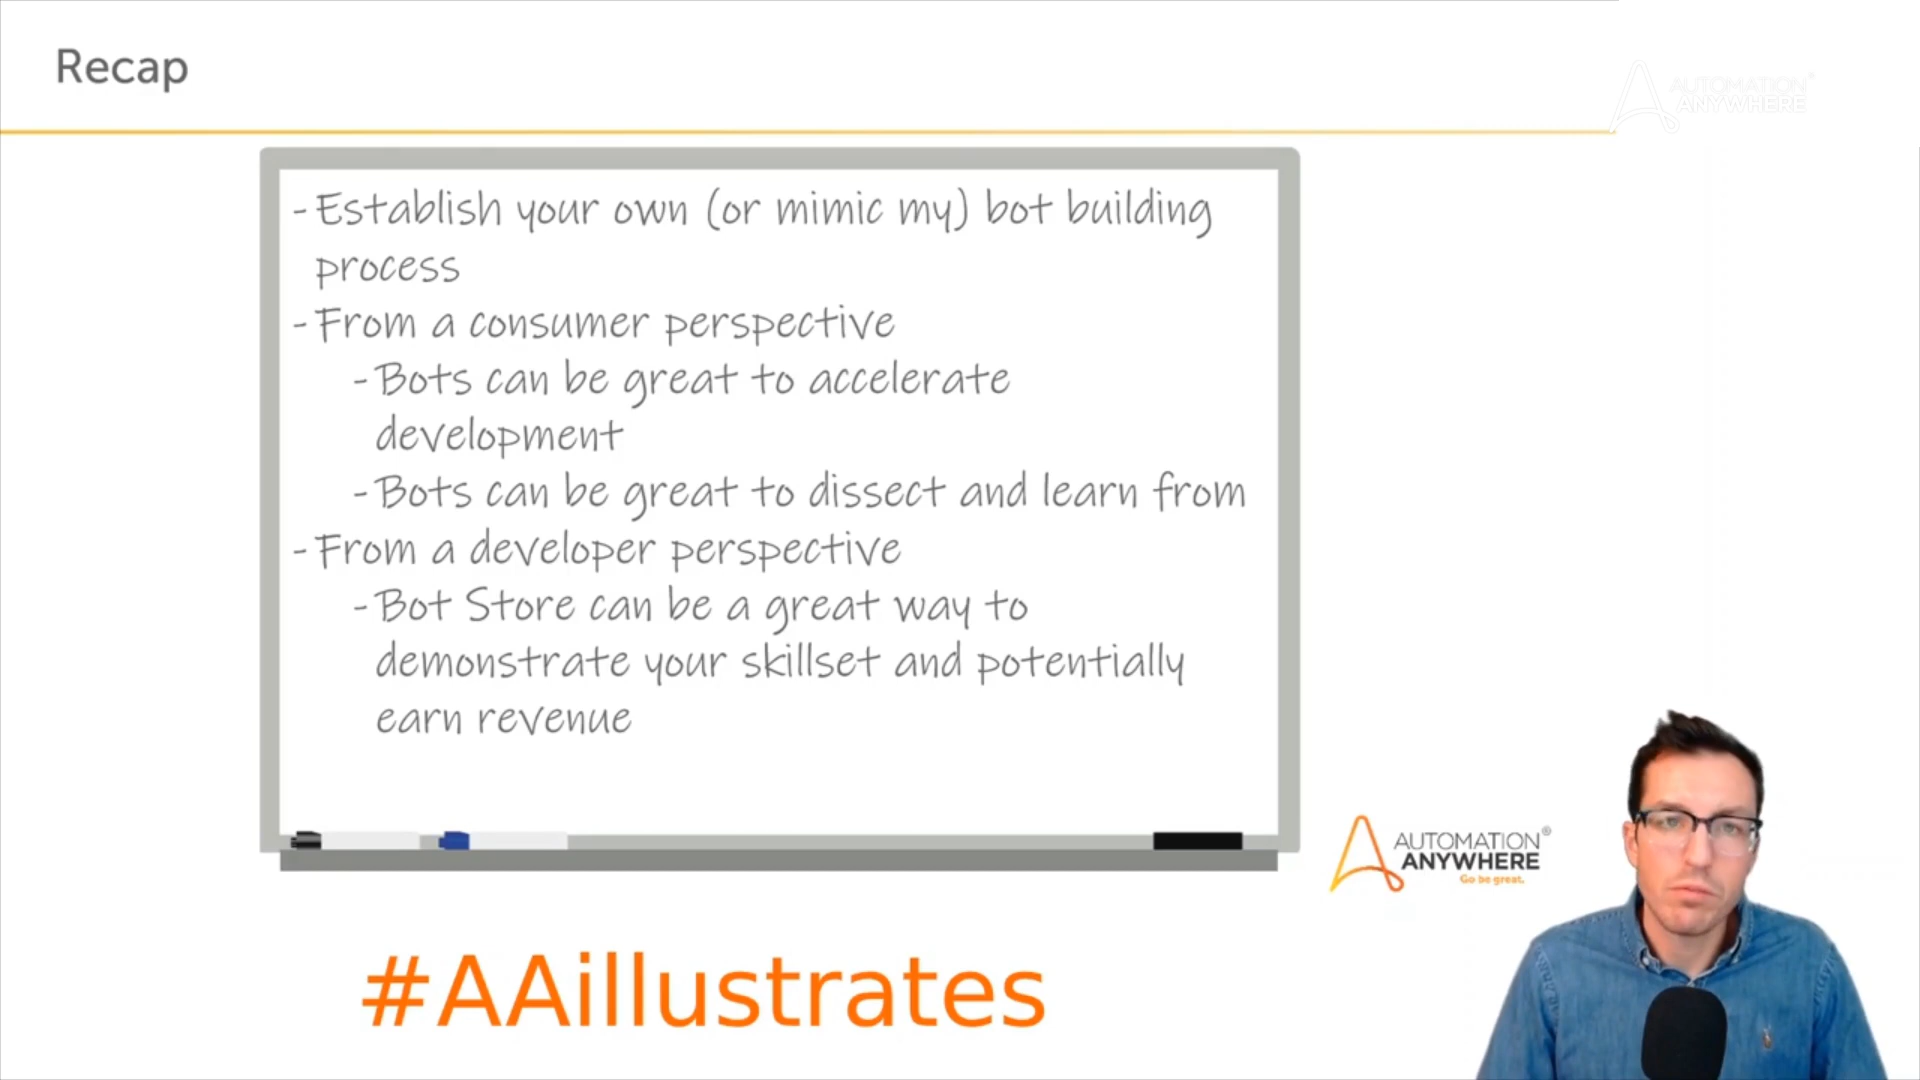 Recap
AUTOMATION
ANYWHERE
- Establish your own (or mimic my) bot building
process
- From a consumer perspective
- Bots can be great to accelerate
development
- Bots can be great to dissect and learn from
- From a developer perspective
- Bot Store can be a great way to
demonstrate your skillset and potentially
earn revenue
AUTOMATION®
ANYWHERE
Go be great.
#AAillustrates